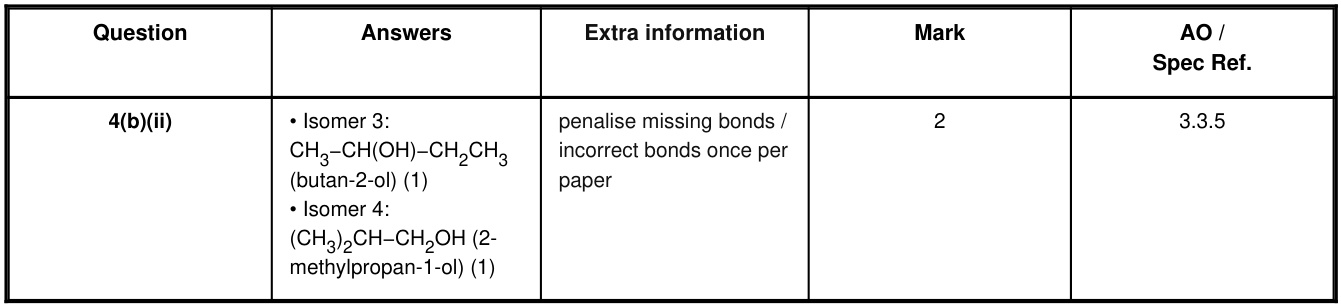 Question Answers Extra information Mark AO /
Spec Ref.
4(b)(ii)
• Isomer 3:
CH₃–CH(OH)–CH₂CH₃
(butan-2-ol) (1)
• Isomer 4:
(CH₃)₂CH–CH₂OH (2-
methylpropan-1-ol) (1)
penalise missing bonds /
incorrect bonds once per
paper
2
3.3.5